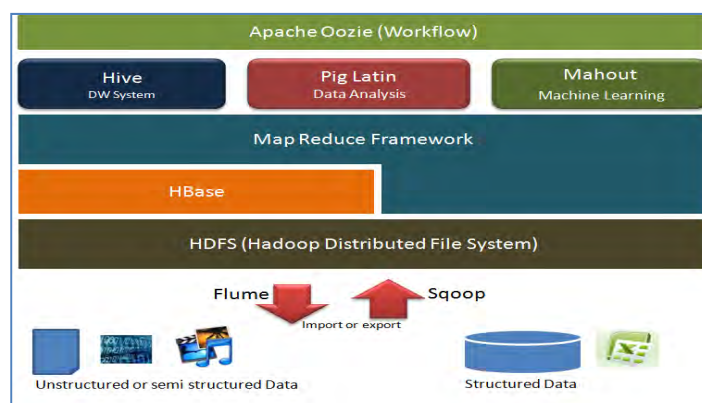 Apache Oozie (Workflow)
Hive
DW System
Pig Latin
Data Analysis
Mahout
Machine Learning
Map Reduce Framework
HBase
HDFS (Hadoop Distributed File System)
Flume
Sqoop
Import or export
Unstructured or semi structured Data
Structured Data